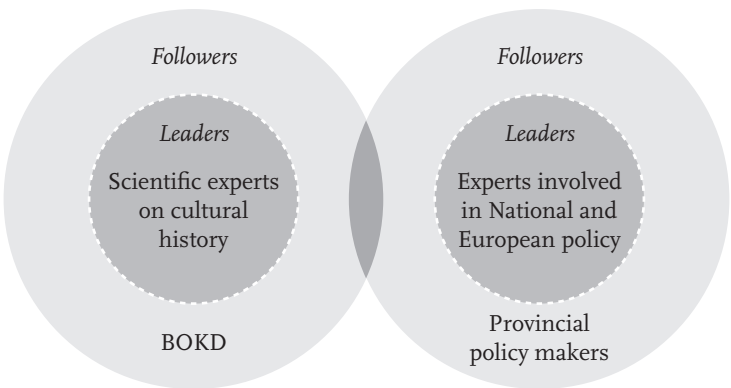 Followers
Leaders
Scientific experts
on cultural
history
BOKD
Followers
Leaders
Experts involved
in National and
European policy
Provincial
policy makers